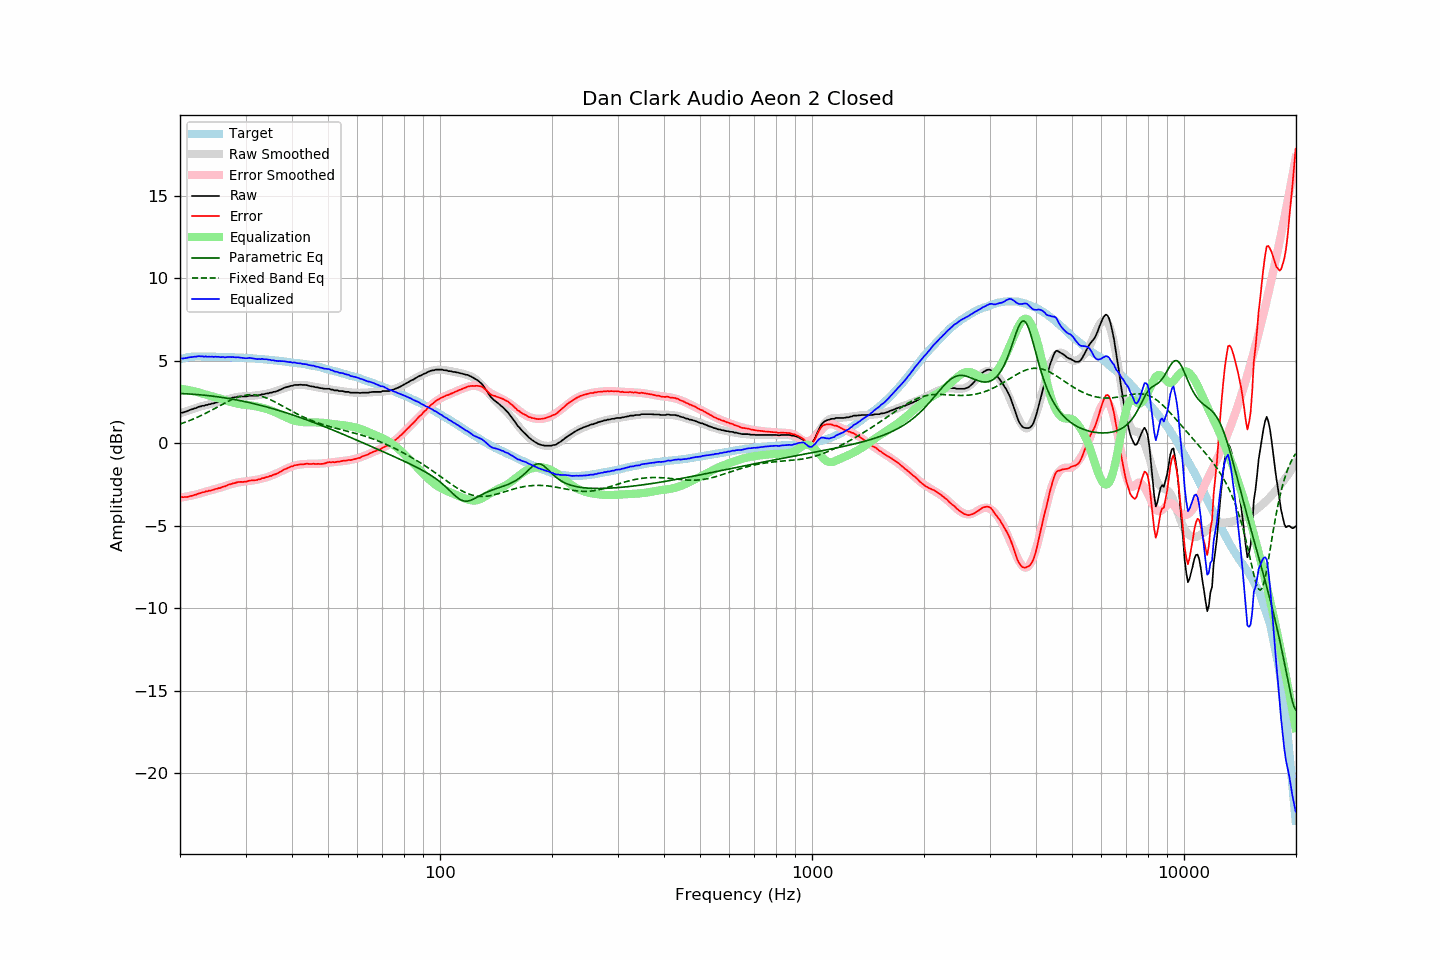 Dan Clark Audio Aeon 2 Closed
Target
Raw Smoothed
Error Smoothed
Raw
Error
Equalization
Parametric Eq
Fixed Band Eq
Equalized
15
10
5
0
−5
−10
−15
−20
Amplitude (dBr)
100
1000
10000
Frequency (Hz)